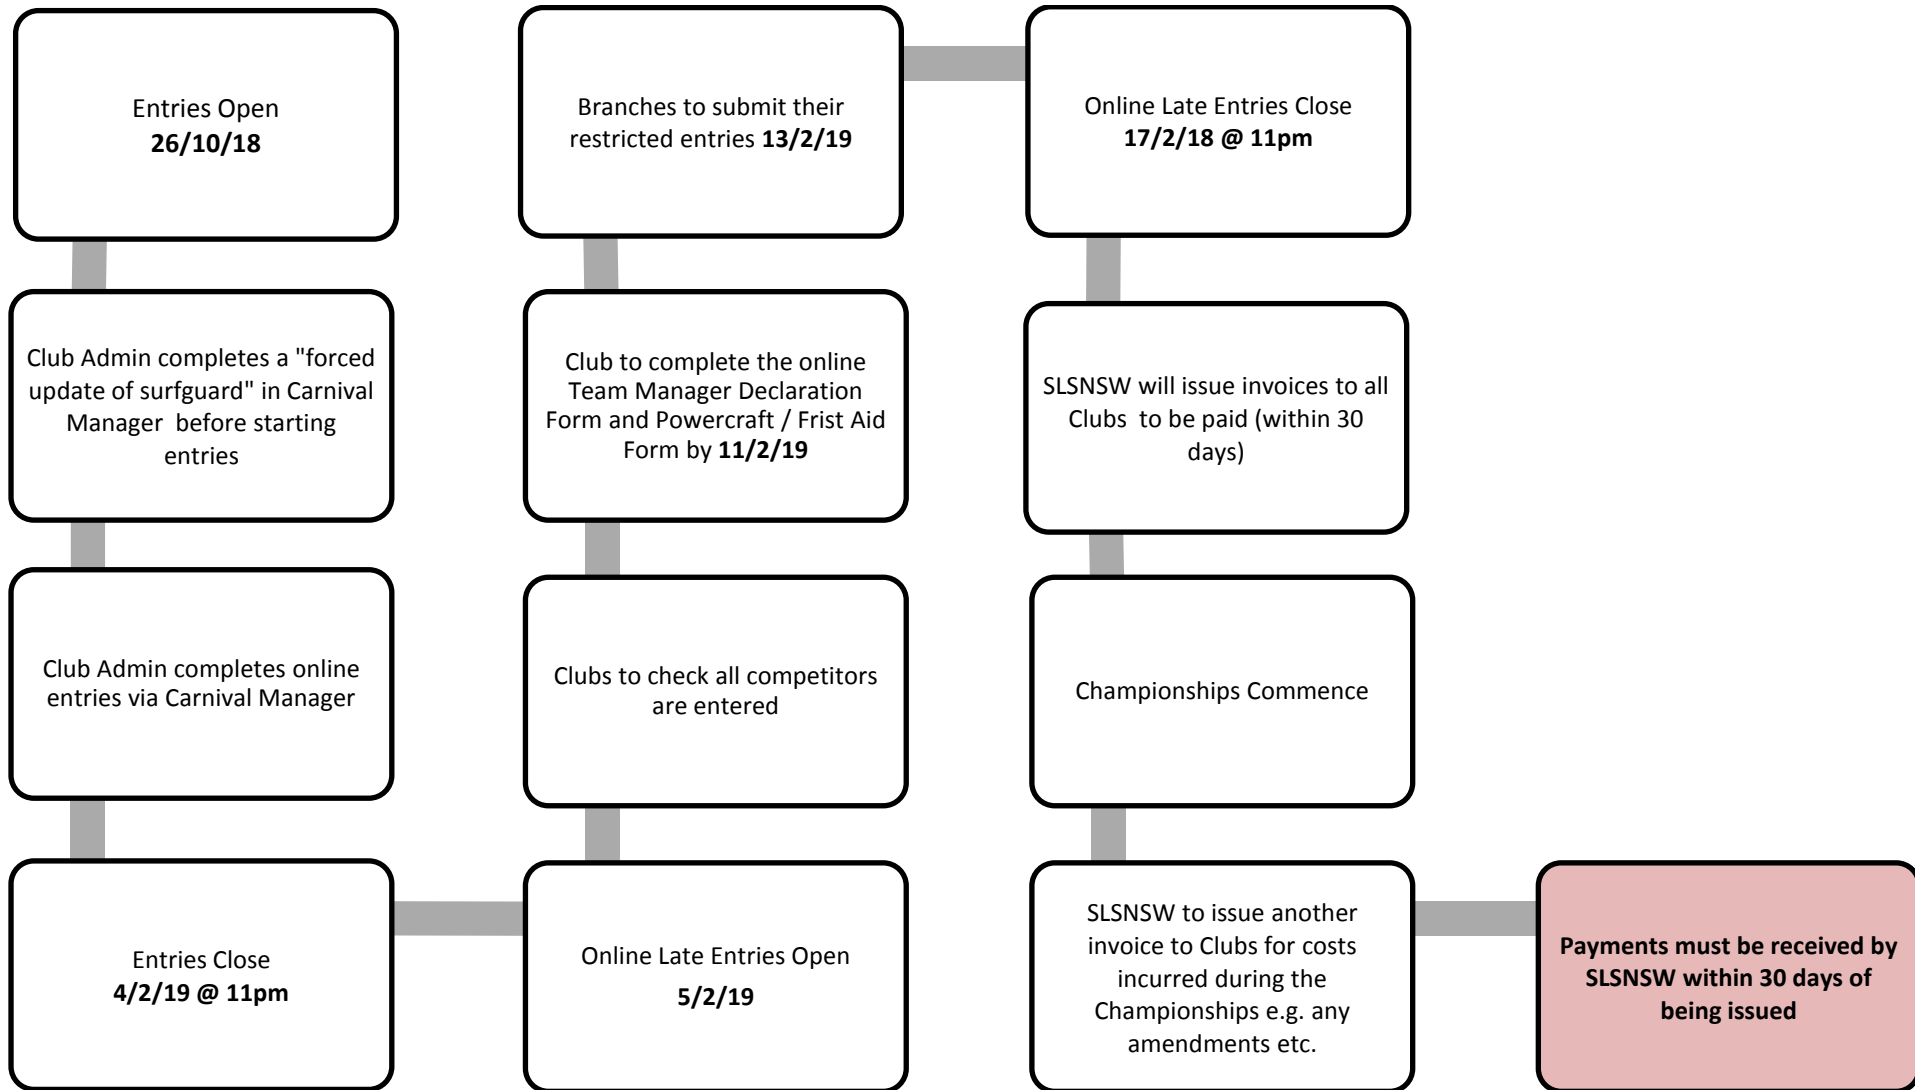 Entries Open
26/10/18
Club Admin completes a "forced
update of surfguard" in Carnival
Manager  before starting
entries
Club Admin completes online
entries via Carnival Manager
Entries Close
4/2/19 @ 11pm
Online Late Entries Open
5/2/19
Clubs to check all competitors
are entered
Club to complete the online
Team Manager Declaration
Form and Powercraft / Frist Aid
Form by 11/2/19
Branches to submit their
restricted entries 13/2/19
Online Late Entries Close
17/2/18 @ 11pm
SLSNSW will issue invoices to all
Clubs  to be paid (within 30
days)
Championships Commence
SLSNSW to issue another
invoice to Clubs for costs
incurred during the
Championships e.g. any
amendments etc.
Payments must be received by
SLSNSW within 30 days of
being issued